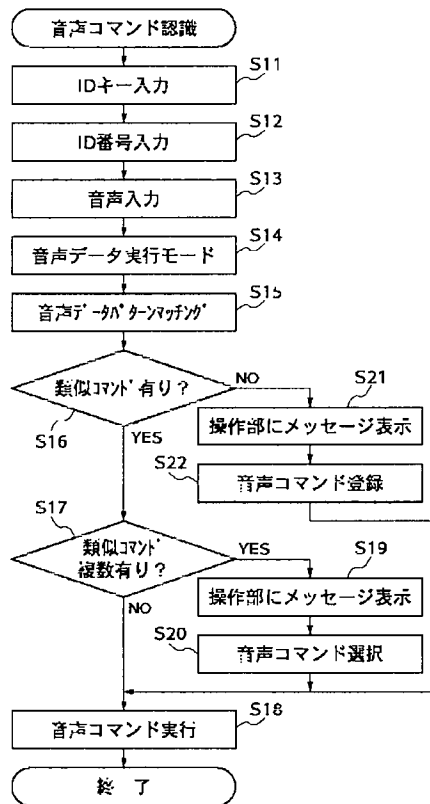 音声コマンド認識
S11
IDキー入力
S12
ID番号入力
S13
音声入力
S14
音声データ実行モード
S15
音声データパターンマッチング
類似コマンド有り？
NO
S16
YES
S21
操作部にメッセージ表示
S22
音声コマンド登録
S17
類似コマンド
複数有り？
YES
NO
S19
操作部にメッセージ表示
S20
音声コマンド選択
S18
音声コマンド実行
終了